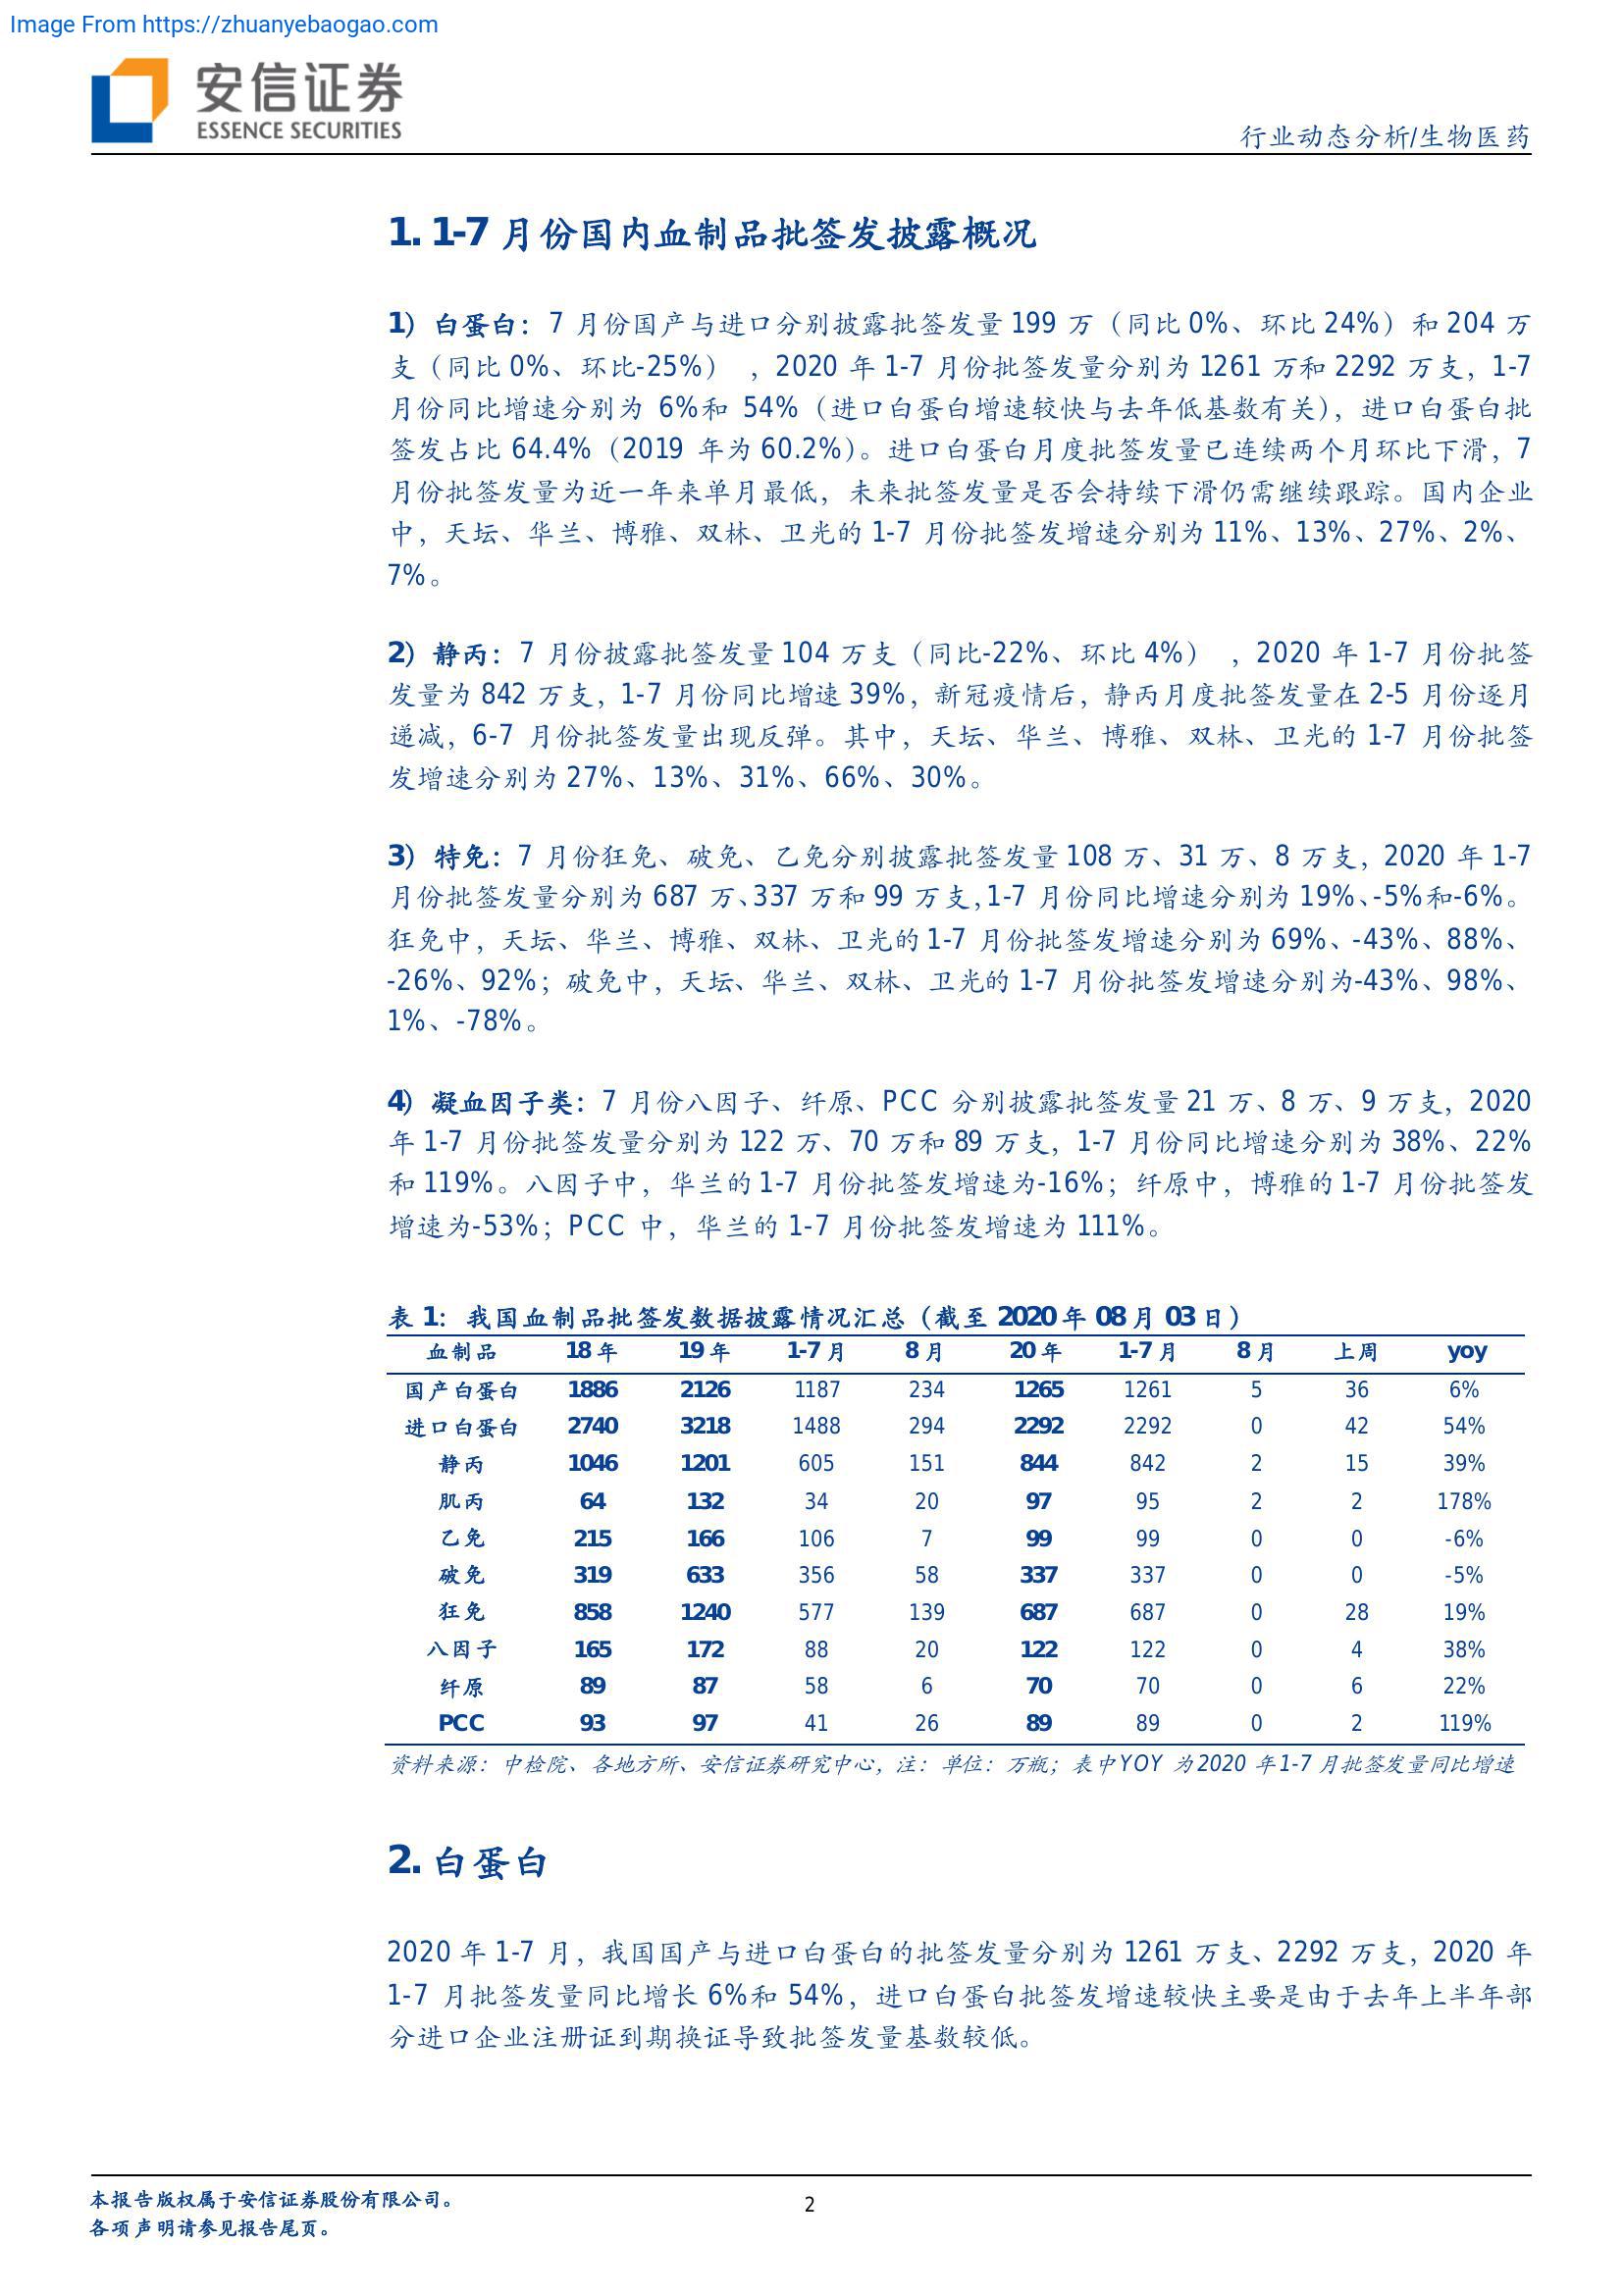 Image From https://zhuanyebaogao.com
安信证券
ESSENCE SECURITIES
行业动态分析/生物医药
1. 1-7 月份国内血制品批签发披露概况
1）白蛋白：7 月份国产与进口分别披露批签发量 199 万（同比 0%、环比 24%）和 204 万
支（同比 0%、环比-25%） ，2020 年 1-7 月份批签发量分别为 1261 万和 2292 万支，1-7
月份同比增速分别为 6%和 54%（进口白蛋白增速较快与去年低基数有关），进口白蛋白批
签发占比 64.4%（2019 年为 60.2%）。进口白蛋白月度批签发量已连续两个月环比下滑，7
月份批签发量为近一年来单月最低，未来批签发量是否会持续下滑仍需继续跟踪。国内企业
中，天坛、华兰、博雅、双林、卫光的 1-7 月份批签发增速分别为 11%、13%、27%、2%、
7%。
2）静丙：7 月份披露批签发量 104 万支（同比-22%、环比 4%） ，2020 年 1-7 月份批签
发量为 842 万支，1-7 月份同比增速 39%，新冠疫情后，静丙月度批签发量在 2-5 月份逐月
递减，6-7 月份批签发量出现反弹。其中，天坛、华兰、博雅、双林、卫光的 1-7 月份批签
发增速分别为 27%、13%、31%、66%、30%。
3）特免：7 月份狂免、破免、乙免分别披露批签发量 108 万、31 万、8 万支，2020 年 1-7
月份批签发量分别为 687 万、337 万和 99 万支，1-7 月份同比增速分别为 19%、-5%和-6%。
狂免中，天坛、华兰、博雅、双林、卫光的 1-7 月份批签发增速分别为 69%、-43%、88%、
-26%、92%；破免中，天坛、华兰、双林、卫光的 1-7 月份批签发增速分别为-43%、98%、
1%、-78%。
4）凝血因子类：7 月份八因子、纤原、PCC 分别披露批签发量 21 万、8 万、9 万支，2020
年 1-7 月份批签发量分别为 122 万、70 万和 89 万支，1-7 月份同比增速分别为 38%、22%
和 119%。八因子中，华兰的 1-7 月份批签发增速为-16%；纤原中，博雅的 1-7 月份批签发
增速为-53%；PCC 中，华兰的 1-7 月份批签发增速为 111%。
表 1：我国血制品批签发数据披露情况汇总（截至 2020 年 08 月 03 日）
血制品 18 年 19 年 1-7 月 8 月 20 年 1-7 月 8 月 上周 yoy
国产白蛋白 1886 2126 1187 234 1265 1261 5 36 6%
进口白蛋白 2740 3218 1488 294 2292 2292 0 42 54%
静丙 1046 1201 605 151 844 842 2 15 39%
肌丙 64 132 34 20 97 95 2 2 178%
乙免 215 166 106 7 99 99 0 0 -6%
破免 319 633 356 58 337 337 0 0 -5%
狂免 858 1240 577 139 687 687 0 28 19%
八因子 165 172 88 20 122 122 0 4 38%
纤原 89 87 58 6 70 70 0 6 22%
PCC 93 97 41 26 89 89 0 2 119%
资料来源：中检院、各地方所、安信证券研究中心，注：单位：万瓶；表中 YOY 为 2020 年 1-7 月批签发量同比增速
2. 白蛋白
2020 年 1-7 月，我国国产与进口白蛋白的批签发量分别为 1261 万支、2292 万支，2020 年
1-7 月批签发量同比增长 6%和 54%，进口白蛋白批签发增速较快主要是由于去年上半年部
分进口企业注册证到期换证导致批签发量基数较低。
本报告版权属于安信证券股份有限公司。
2
各项声明请参见报告尾页。